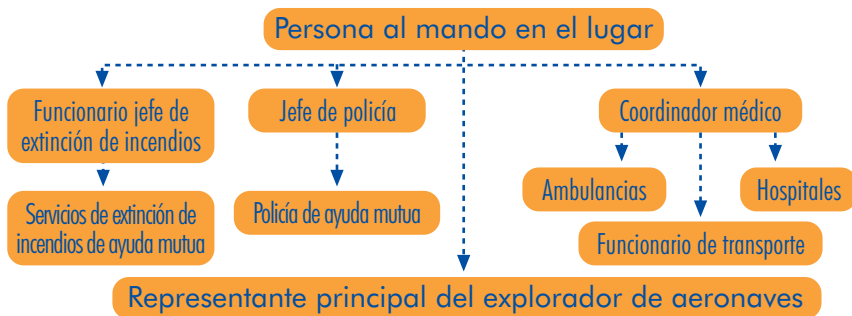 Persona al mando en el lugar
Funcionario jefe de
extinción de incendios
Jefe de policía
Coordinador médico
Servicios de extinción de
incendios de ayuda mutua
Policía de ayuda mutua
Ambulancias
Hospitales
Funcionario de transporte
Representante principal del explorador de aeronaves